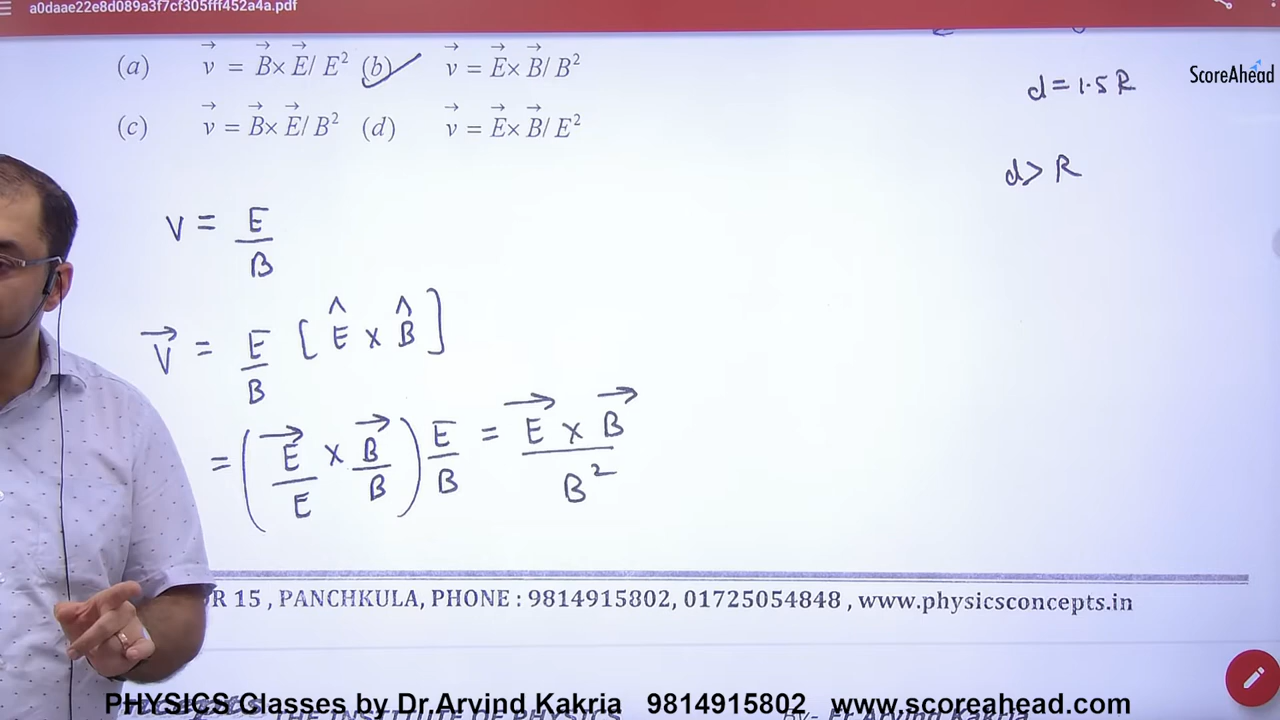 a0daae22e8d089a3f7cf305fff452a4a.pdf
ScoreAhead
(a) v⃗ = B⃗× E⃗/ E² (b) v⃗ = E⃗× B⃗/ B²
(c) v⃗ = B⃗× E⃗/ B² (d) v⃗ = E⃗× B⃗/ E²
d = 1.5 R
d > R
v = E/B
V⃗ = E/B [Ê × B̂]
= (E⃗/E × B⃗/B) E/B = E⃗ × B⃗/B²
R 15 , PANCHKULA, PHONE : 9814915802, 01725054848 , www.physicsconcepts.in
PHYSICS Classes by Dr.Arvind Kakria 9814915802 www.scoreahead.com